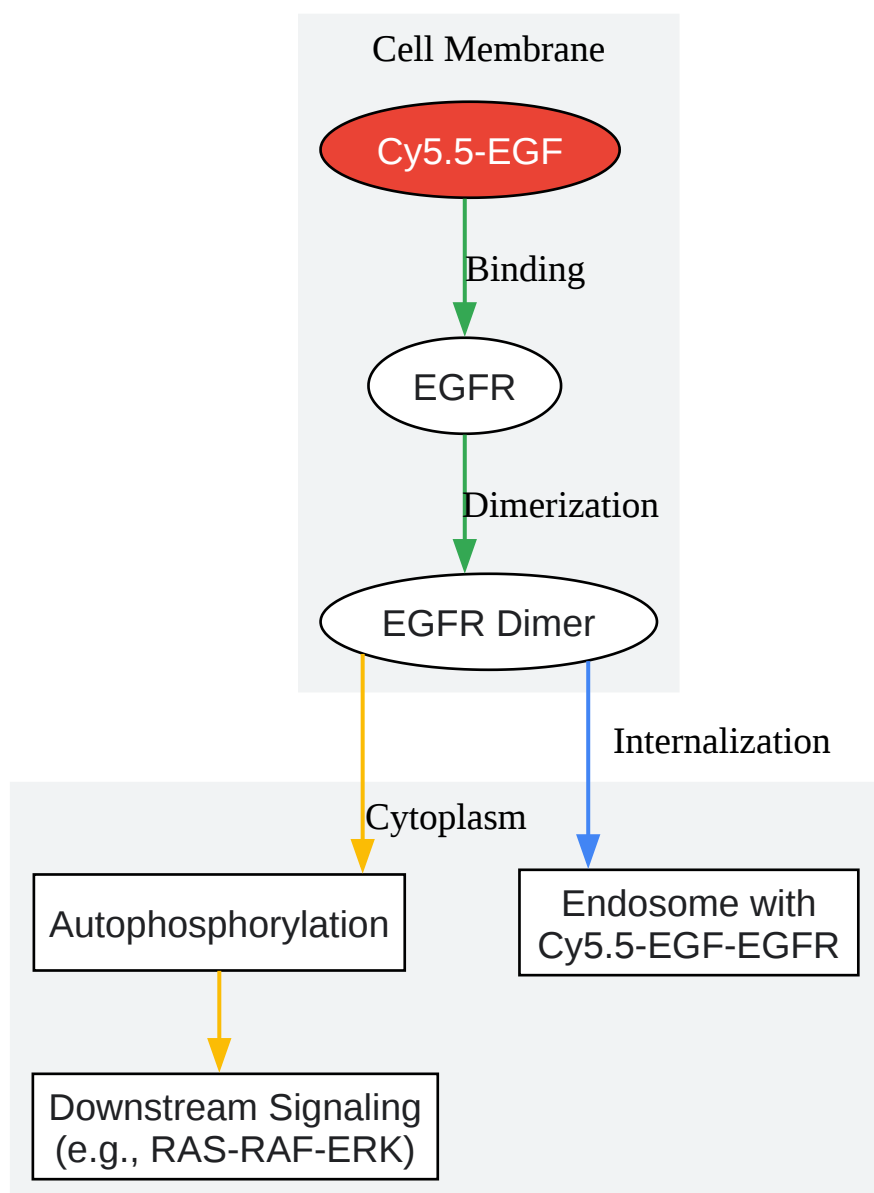 Cell Membrane
Cy5.5-EGF
Binding
EGFR
Dimerization
EGFR Dimer
Internalization
Cytoplasm
Autophosphorylation
Endosome with
Cy5.5-EGF-EGFR
Downstream Signaling
(e.g., RAS-RAF-ERK)